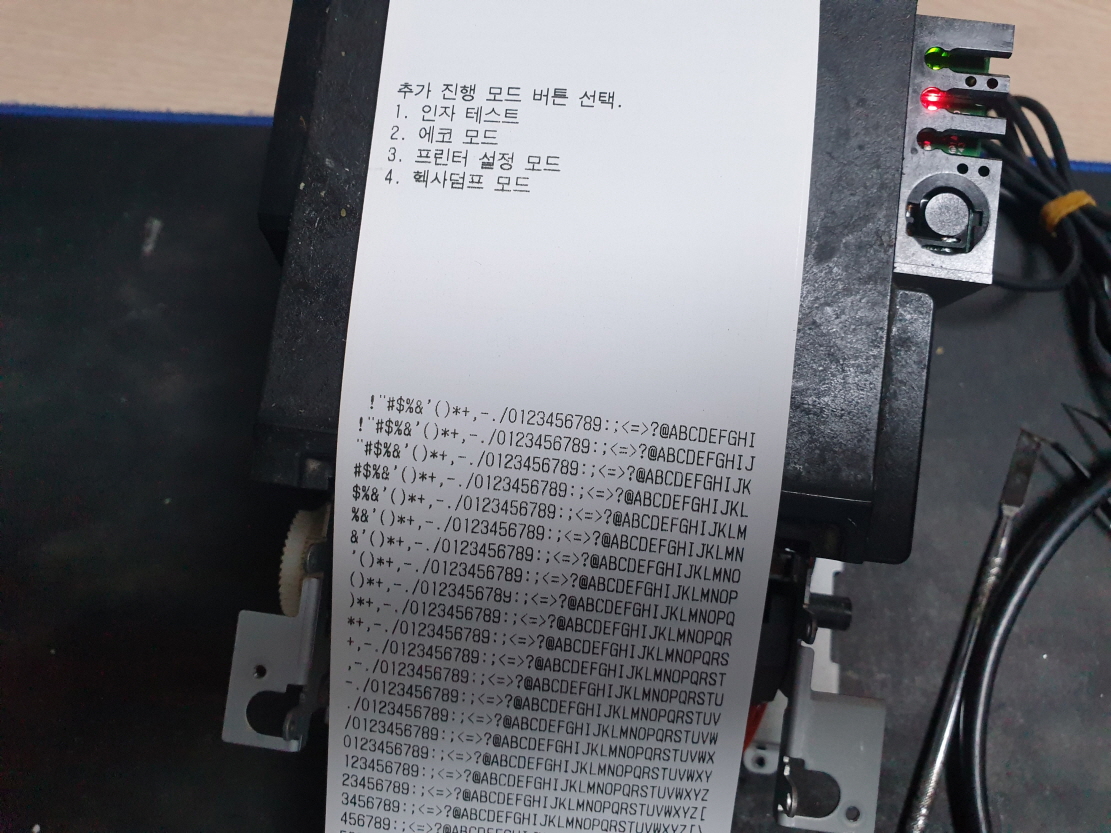 추가 진행 모드 버튼 선택.
1. 인자 테스트
2. 에코 모드
3. 프린터 설정 모드
4. 헥사덤프 모드
!"#$%&'()*+,-./0123456789:;<=>?@ABCDEFGHI
!"#$%&'()*+,-./0123456789:;<=>?@ABCDEFGHIJ
"#$%&'()*+,-./0123456789:;<=>?@ABCDEFGHIJK
#$%&'()*+,-./0123456789:;<=>?@ABCDEFGHIJKL
$%&'()*+,-./0123456789:;<=>?@ABCDEFGHIJKLM
%&'()*+,-./0123456789:;<=>?@ABCDEFGHIJKLMN
&'()*+,-./0123456789:;<=>?@ABCDEFGHIJKLMNO
'()*+,-./0123456789:;<=>?@ABCDEFGHIJKLMNOP
()*+,-./0123456789:;<=>?@ABCDEFGHIJKLMNOPQ
)*+,-./0123456789:;<=>?@ABCDEFGHIJKLMNOPQR
*+,-./0123456789:;<=>?@ABCDEFGHIJKLMNOPQRS
+,-./0123456789:;<=>?@ABCDEFGHIJKLMNOPQRST
,-./0123456789:;<=>?@ABCDEFGHIJKLMNOPQRSTU
-./0123456789:;<=>?@ABCDEFGHIJKLMNOPQRSTUV
./0123456789:;<=>?@ABCDEFGHIJKLMNOPQRSTUVW
/0123456789:;<=>?@ABCDEFGHIJKLMNOPQRSTUVWX
0123456789:;<=>?@ABCDEFGHIJKLMNOPQRSTUVWXY
123456789:;<=>?@ABCDEFGHIJKLMNOPQRSTUVWXYZ
23456789:;<=>?@ABCDEFGHIJKLMNOPQRSTUVWXYZ[
3456789:;<=>?@ABCDEFGHIJKLMNOPQRSTUVWXYZ[\
456789:;<=>?@ABCDEFGHIJKLMNOPQRSTUVWXYZ